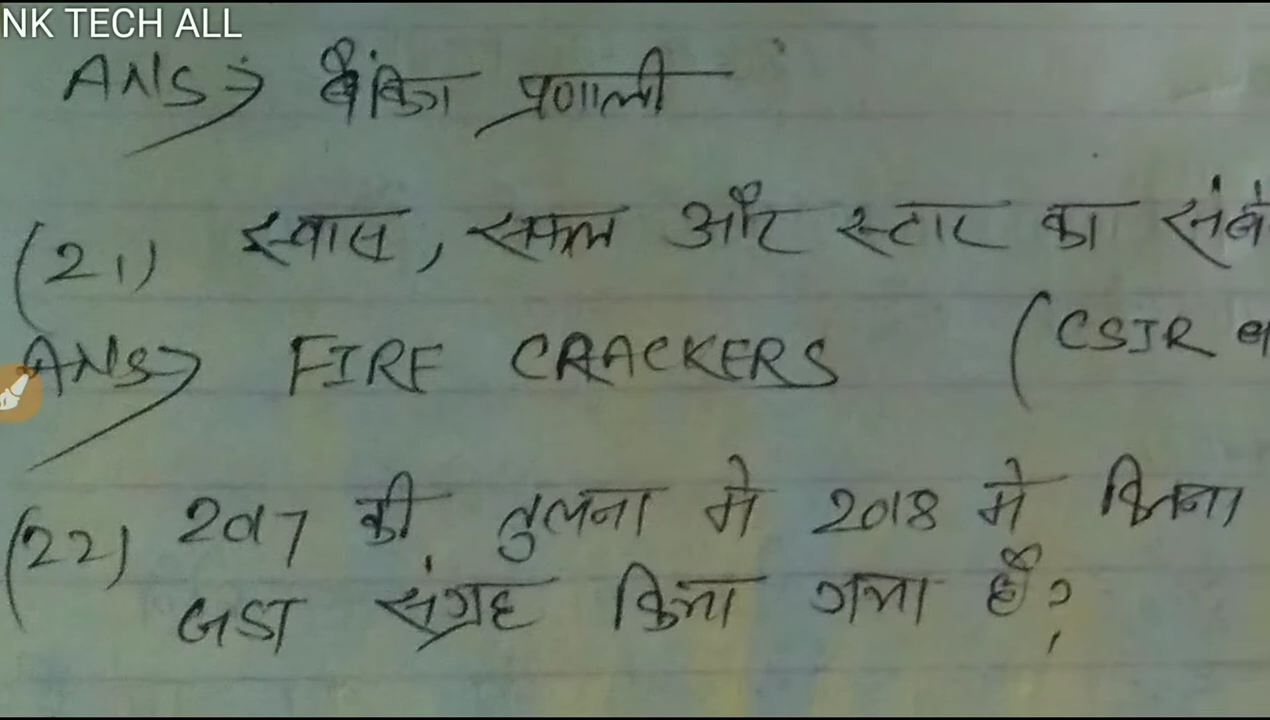 NK TECH ALL
ANS⇒ बैंकिंग प्रणाली
(21) स्वास, सफल और स्टार का संबं
ANS→ FIRE CRACKERS (CSIR
(22) 2017 की तुलना मे 2018 मे कितना
GST संग्रह किया गया है?